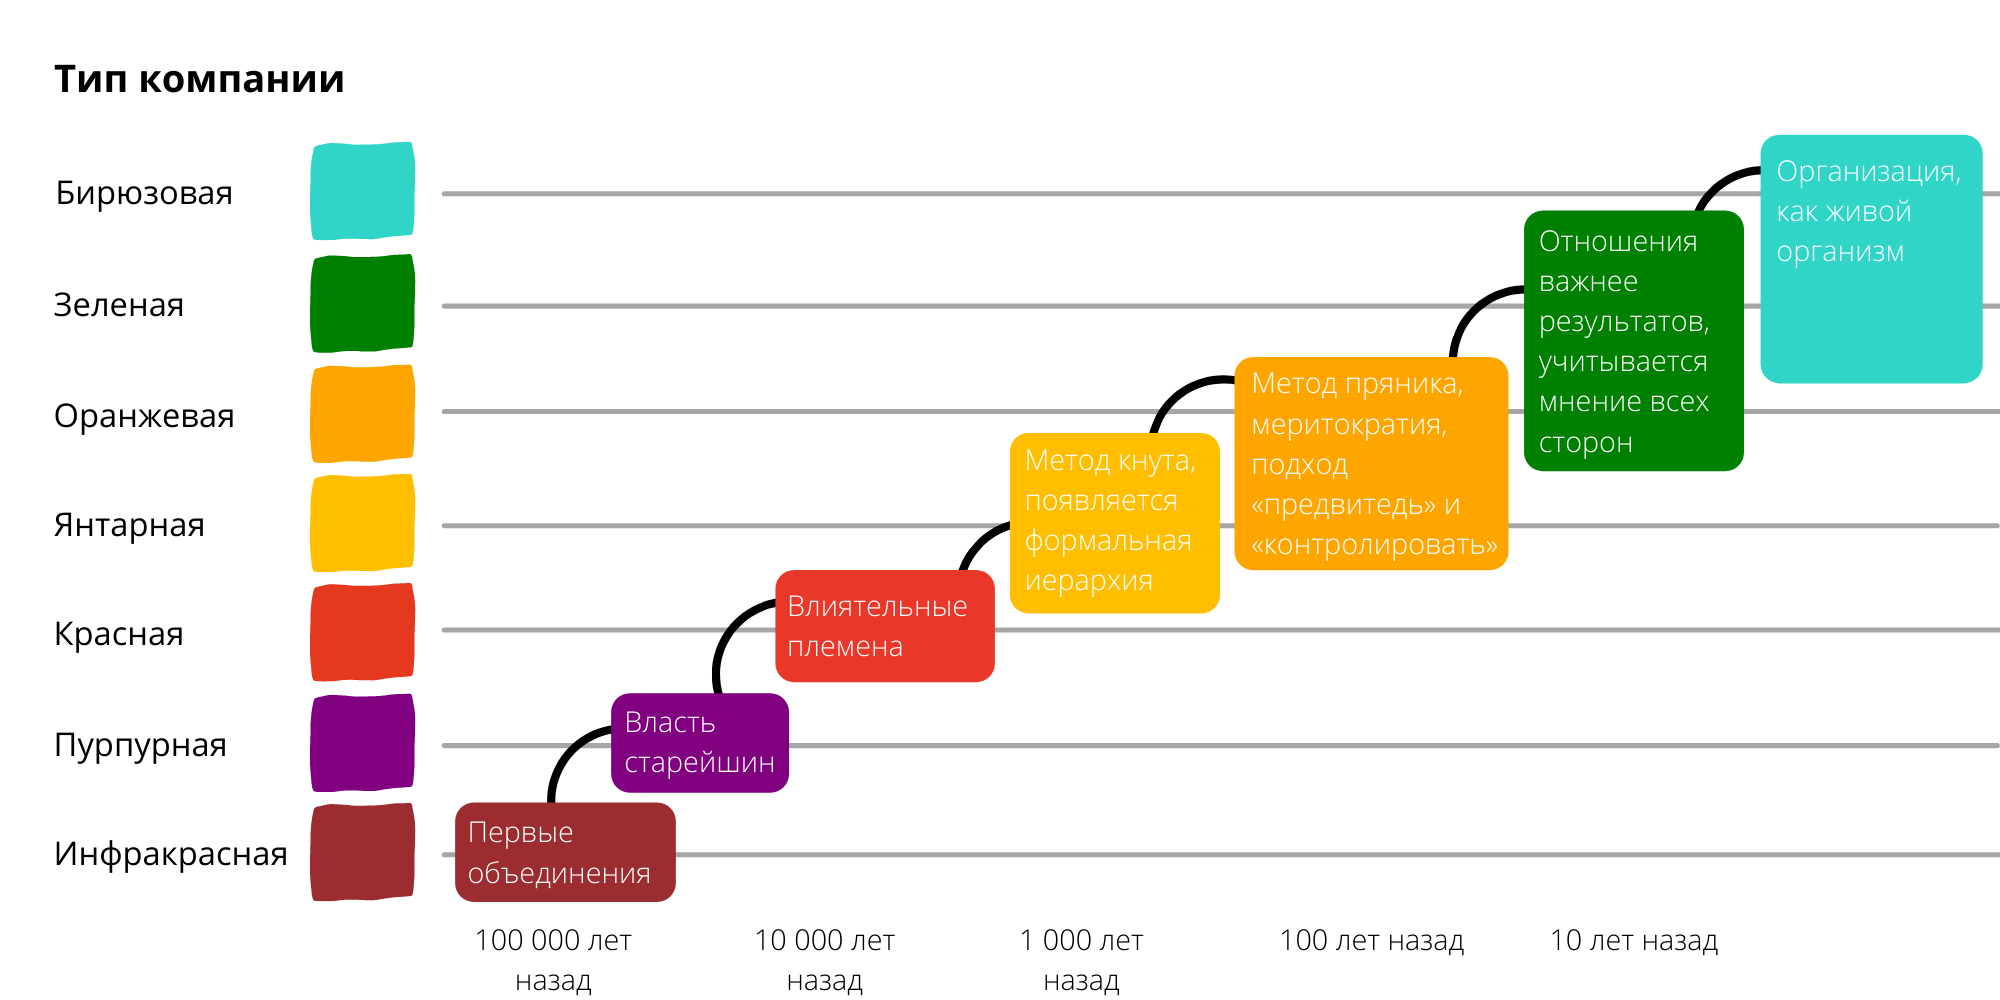 Тип компании
Бирюзовая
Зеленая
Оранжевая
Янтарная
Красная
Пурпурная
Инфракрасная
Организация,
как живой
организм
Отношения
важнее
результатов,
учитывается
мнение всех
сторон
Метод пряника,
меритократия,
подход
«предвитедь» и
«контролировать»
Метод кнута,
появляется
формальная
иерархия
Влиятельные
племена
Власть
старейшин
Первые
объединения
100 000 лет
назад
10 000 лет
назад
1 000 лет
назад
100 лет назад
10 лет назад